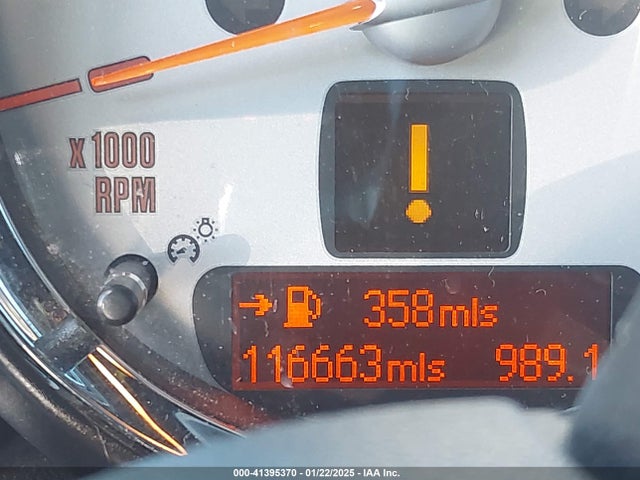 x1000
RPM
!
358mls
116663mls 989.1
000-41395370 - 01/22/2025 - IAA Inc.